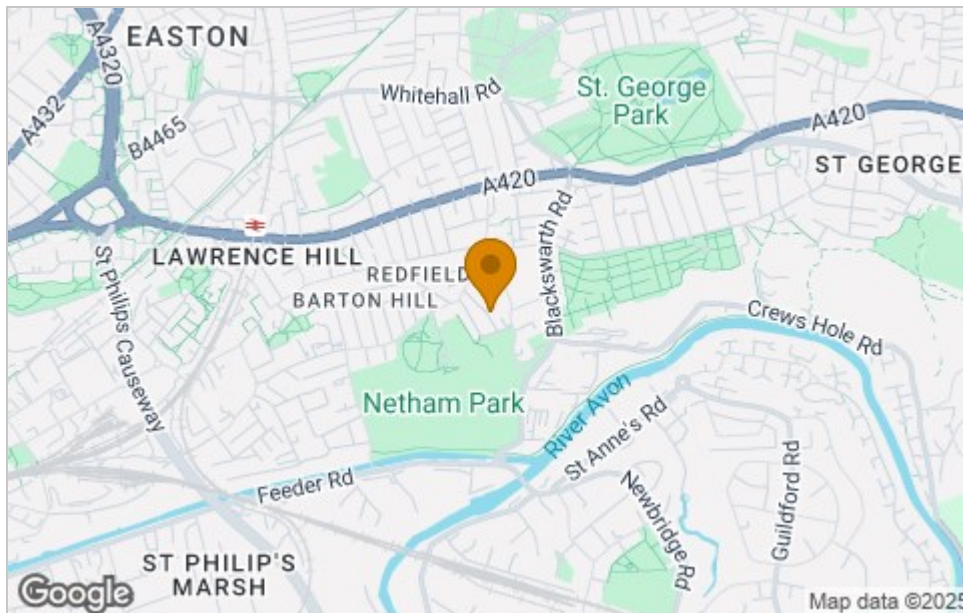 EASTON
A4320
A432
B4465
Whitehall Rd
St. George
Park
A420
A420
ST GEORGE
St Philips Causeway
LAWRENCE HILL
REDFIELD
BARTON HILL
Blackswarth Rd
Crews Hole Rd
Netham Park
River Avon
St Anne's Rd
Feeder Rd
Newbridge Rd
Guildford Rd
ST PHILIP'S
MARSH
Google
Map data ©2025